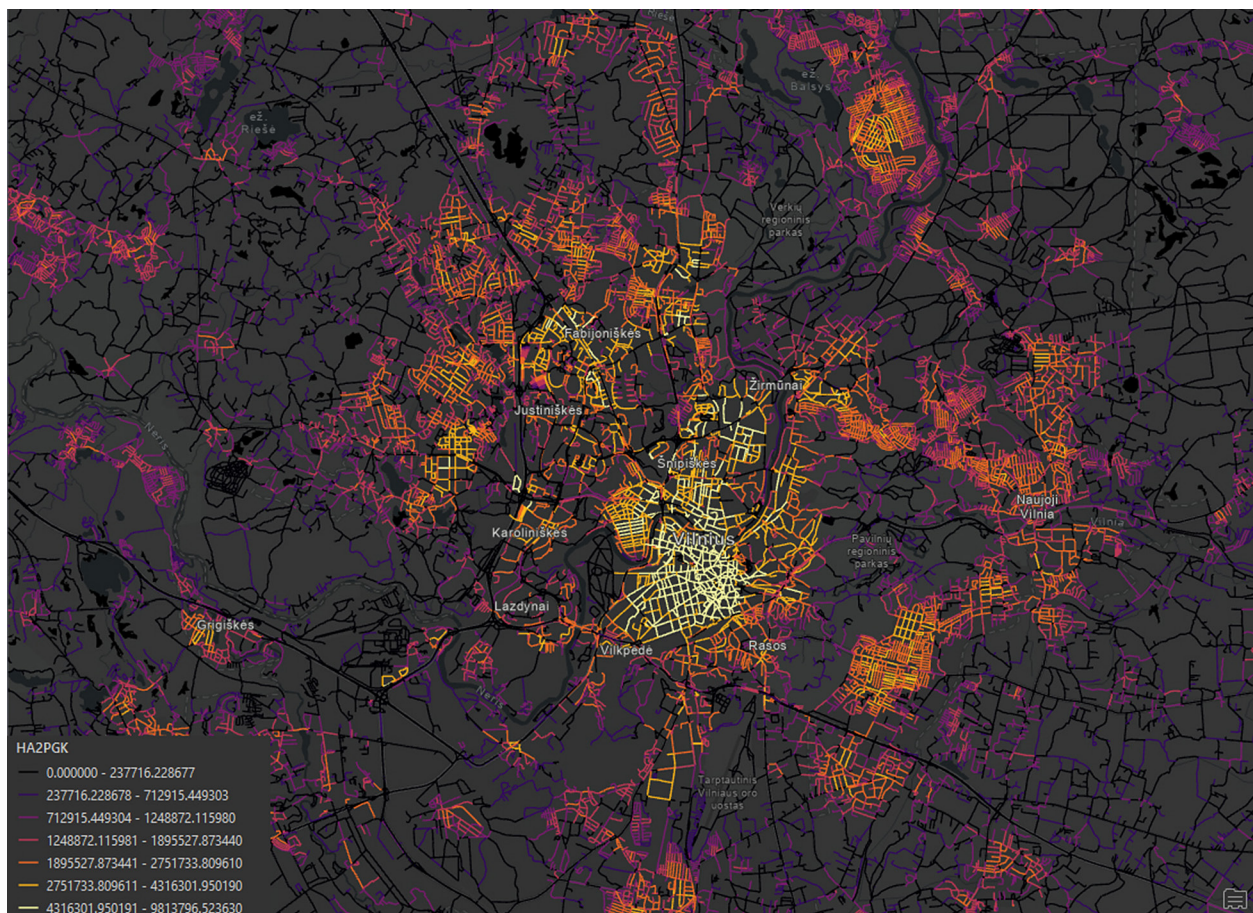 Riešė
ež.
Balsys
ež.
Riešė
Verkių
regioninis
parkas
Fabijoniškės
Žirmūnai
Justiniškės
Neris
Šnipiškės
Naujoji
Vilnia
Vilnia
Karoliniškės
Vilnius
Pavilnių
regioninis
parkas
Lazdynai
Grigiškės
Vilkpėdė
Rasos
Neris
Tarptautinis
Vilniaus oro
uostas
HA2PGK
0.000000 - 237716.228677
237716.228678 - 712915.449303
712915.449304 - 1248872.115980
1248872.115981 - 1895527.873440
1895527.873441 - 2751733.809610
2751733.809611 - 4316301.950190
4316301.950191 - 9813796.523630